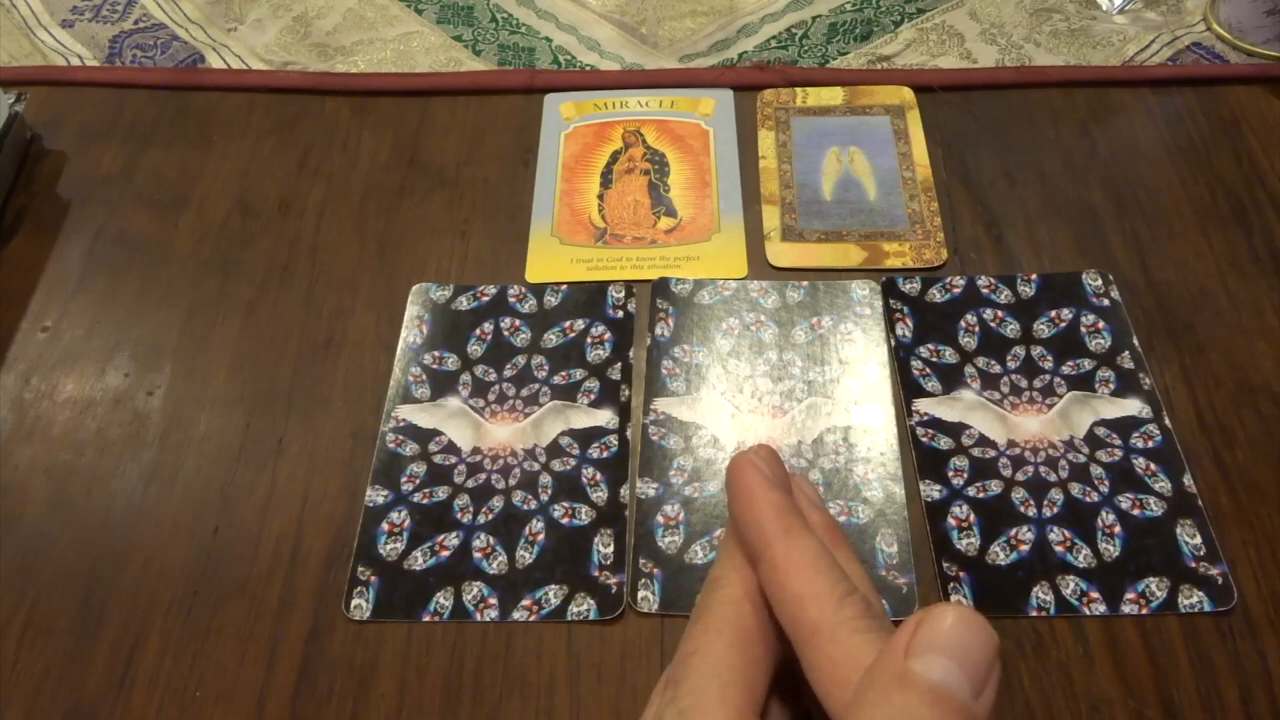 MIRACLE
I trust in God to know the perfect
solution to this situation.